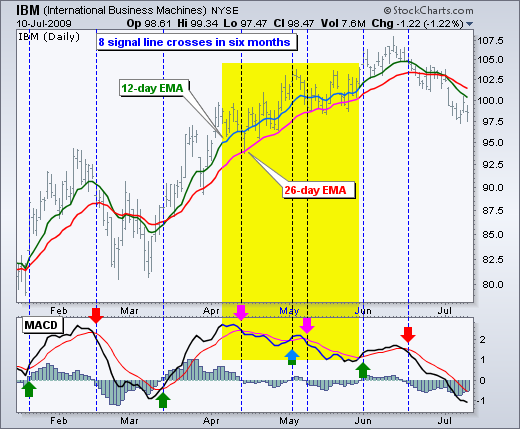 IBM (International Business Machines) NYSE
© StockCharts.com
10-Jul-2009
Op 98.61 Hi 99.34 Lo 97.47 Cl 98.47 Vol 7.6M Chg -1.22 (-1.22%)
IBM (Daily)
8 signal line crosses in six months
12-day EMA
26-day EMA
107.5
105.0
102.5
100.0
97.5
95.0
92.5
90.0
87.5
85.0
82.5
80.0
Feb Mar Apr May Jun Jul
MACD
2
1
0
-1
Feb Mar Apr May Jun Jul